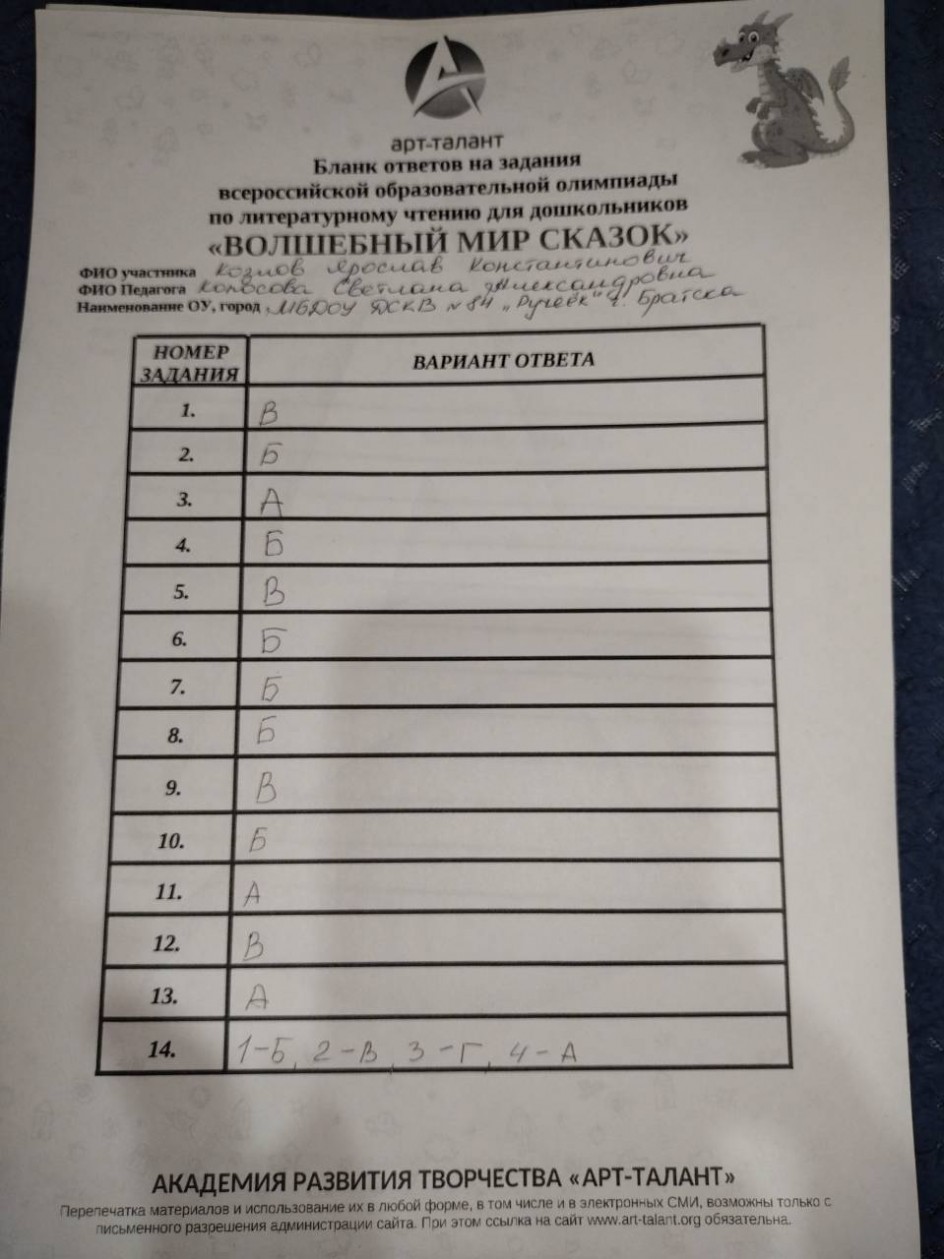 арт-талант
Бланк ответов на задания
всероссийской образовательной олимпиады
по литературному чтению для дошкольников
«ВОЛШЕБНЫЙ МИР СКАЗОК»
ФИО участника Козлов Ярослав Константинович
ФИО Педагога Колосова Светлана Александровна
Наименование ОУ, город МБДОУ ДСКВ №84 „Ручеёк" г. Братска
НОМЕР ЗАДАНИЯ ВАРИАНТ ОТВЕТА
1. В
2. Б
3. А
4. Б
5. В
6. Б
7. Б
8. Б
9. В
10. Б
11. А
12. В
13. А
14. 1-Б, 2-В, 3-Г, 4-А
АКАДЕМИЯ РАЗВИТИЯ ТВОРЧЕСТВА «АРТ-ТАЛАНТ»
Перепечатка материалов и использование их в любой форме, в том числе и в электронных СМИ, возможны только с
письменного разрешения администрации сайта. При этом ссылка на сайт www.art-talant.org обязательна.